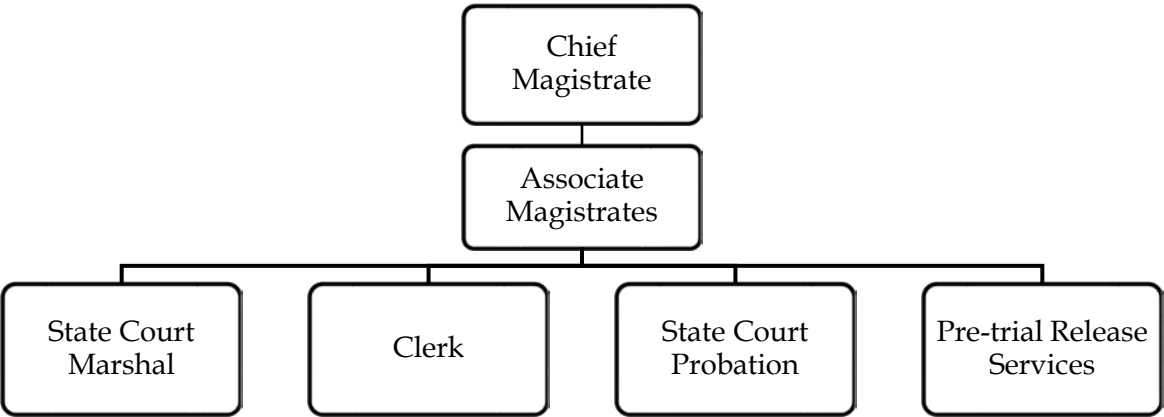 Chief
Magistrate
Associate
Magistrates
State Court
Marshal
Clerk
State Court
Probation
Pre-trial Release
Services